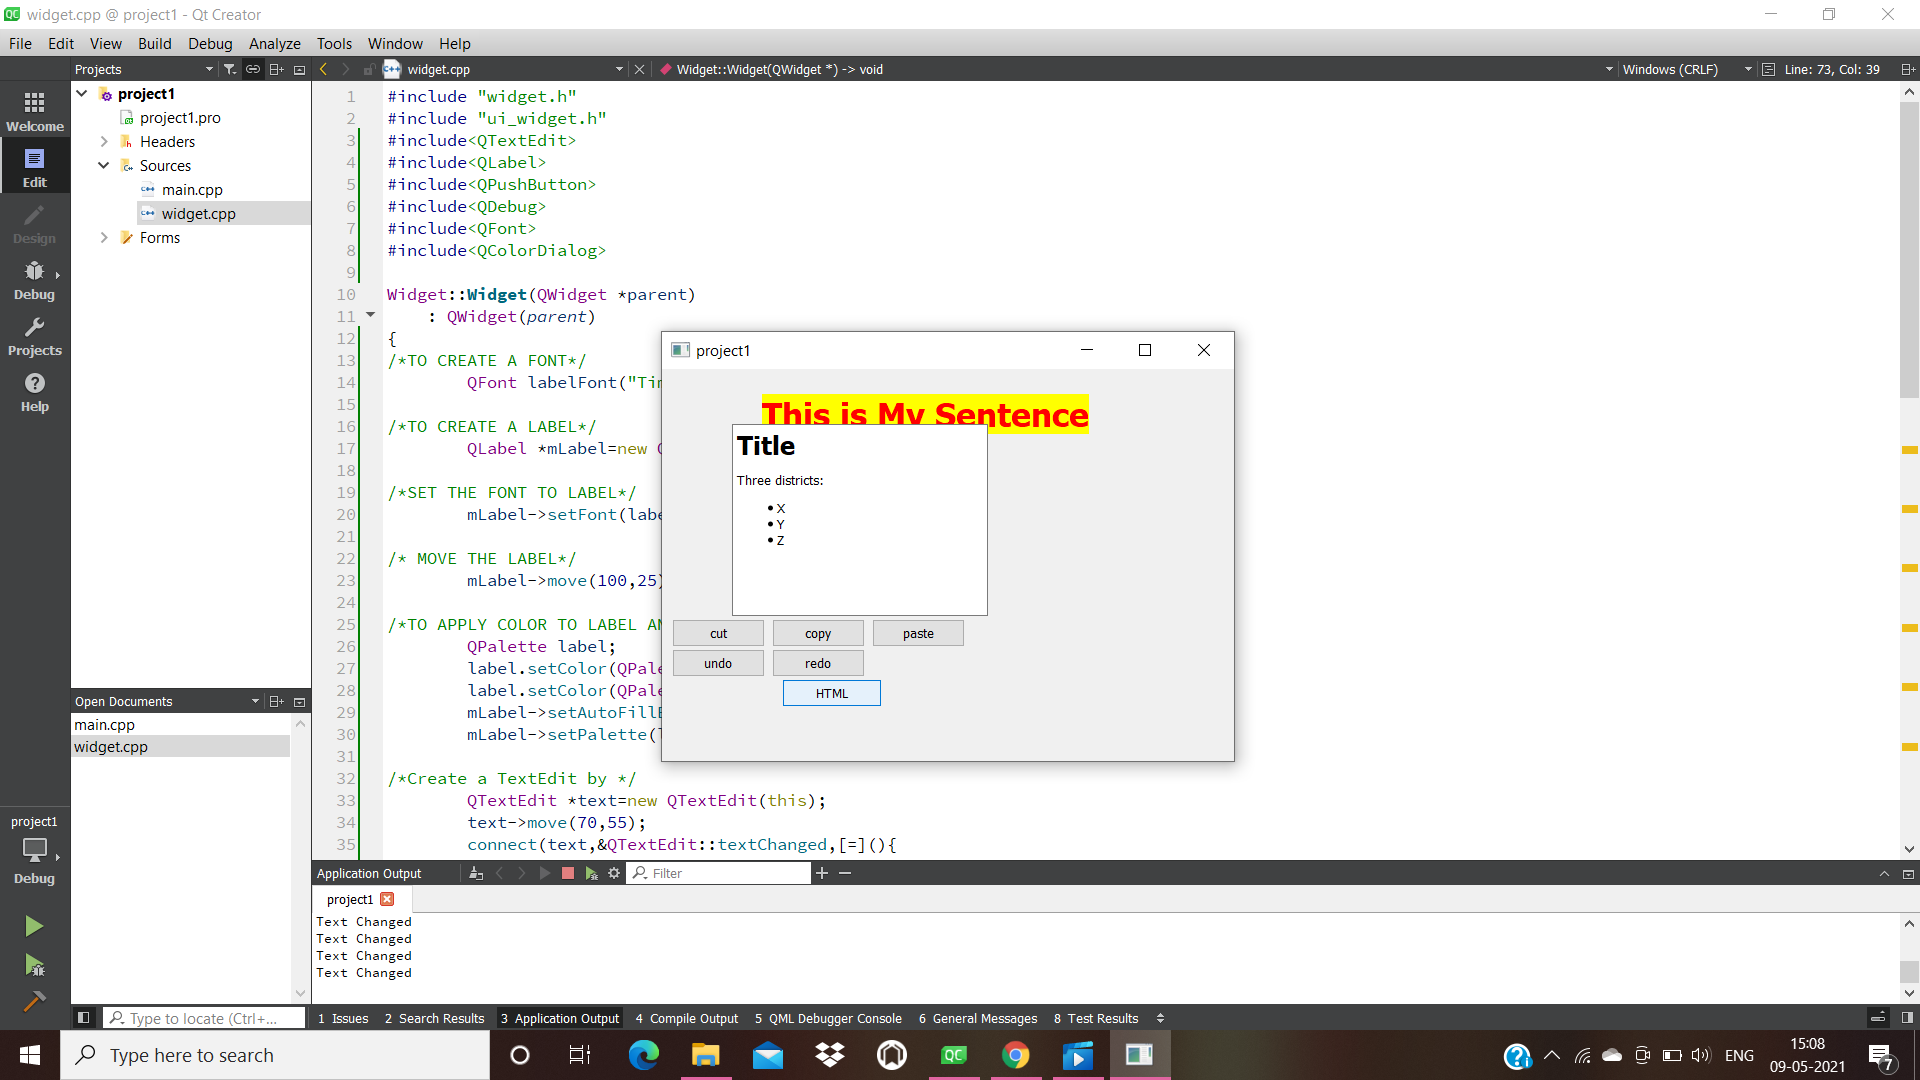 widget.cpp @ project1 - Qt Creator
File Edit View Build Debug Analyze Tools Window Help
Projects
widget.cpp
Widget::Widget(QWidget *) -> void
Windows (CRLF)
Line: 73, Col: 39
Welcome
Edit
Design
Debug
Projects
Help
project1
project1.pro
Headers
Sources
main.cpp
widget.cpp
Forms
Open Documents
main.cpp
widget.cpp
project1
Debug
1 #include "widget.h"
2 #include "ui_widget.h"
3 #include<QTextEdit>
4 #include<QLabel>
5 #include<QPushButton>
6 #include<QDebug>
7 #include<QFont>
8 #include<QColorDialog>
9
10 Widget::Widget(QWidget *parent)
11 : QWidget(parent)
12 {
13 /*TO CREATE A FONT*/
14 QFont labelFont("Ti
15
16 /*TO CREATE A LABEL*/
17 QLabel *mLabel=new
18
19 /*SET THE FONT TO LABEL*/
20 mLabel->setFont(labe
21
22 /* MOVE THE LABEL*/
23 mLabel->move(100,25)
24
25 /*TO APPLY COLOR TO LABEL AN
26 QPalette label;
27 label.setColor(QPale
28 label.setColor(QPale
29 mLabel->setAutoFill
30 mLabel->setPalette(
31
32 /*Create a TextEdit by */
33 QTextEdit *text=new QTextEdit(this);
34 text->move(70,55);
35 connect(text,&QTextEdit::textChanged,[=](){
project1
This is My Sentence
Title
Three districts:
X
Y
Z
cut copy paste
undo redo
HTML
Application Output
Filter
project1
Text Changed
Text Changed
Text Changed
Text Changed
Type to locate (Ctrl+...
1 Issues 2 Search Results 3 Application Output 4 Compile Output 5 QML Debugger Console 6 General Messages 8 Test Results
Type here to search
ENG
15:08
09-05-2021
7